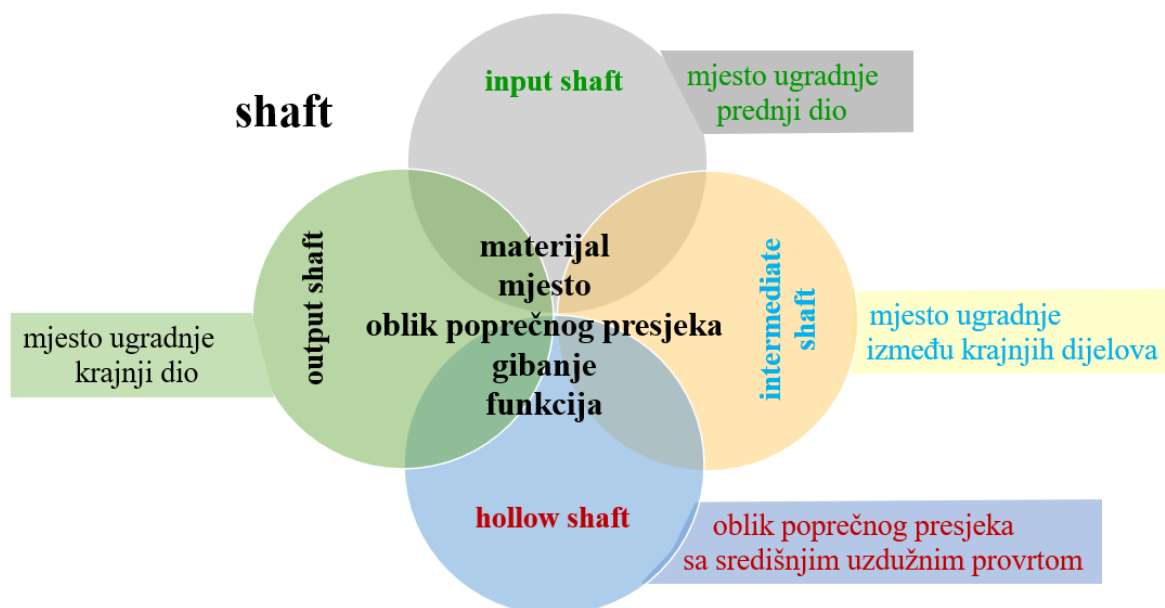 shaft
input shaft
mjesto ugradnje
prednji dio
output shaft
materijal
mjesto
oblik poprečnog presjeka
gibanje
funkcija
intermediate
shaft
mjesto ugradnje
krajnji dio
mjesto ugradnje
između krajnjih dijelova
hollow shaft
oblik poprečnog presjeka
sa središnjim uzdužnim provrtom